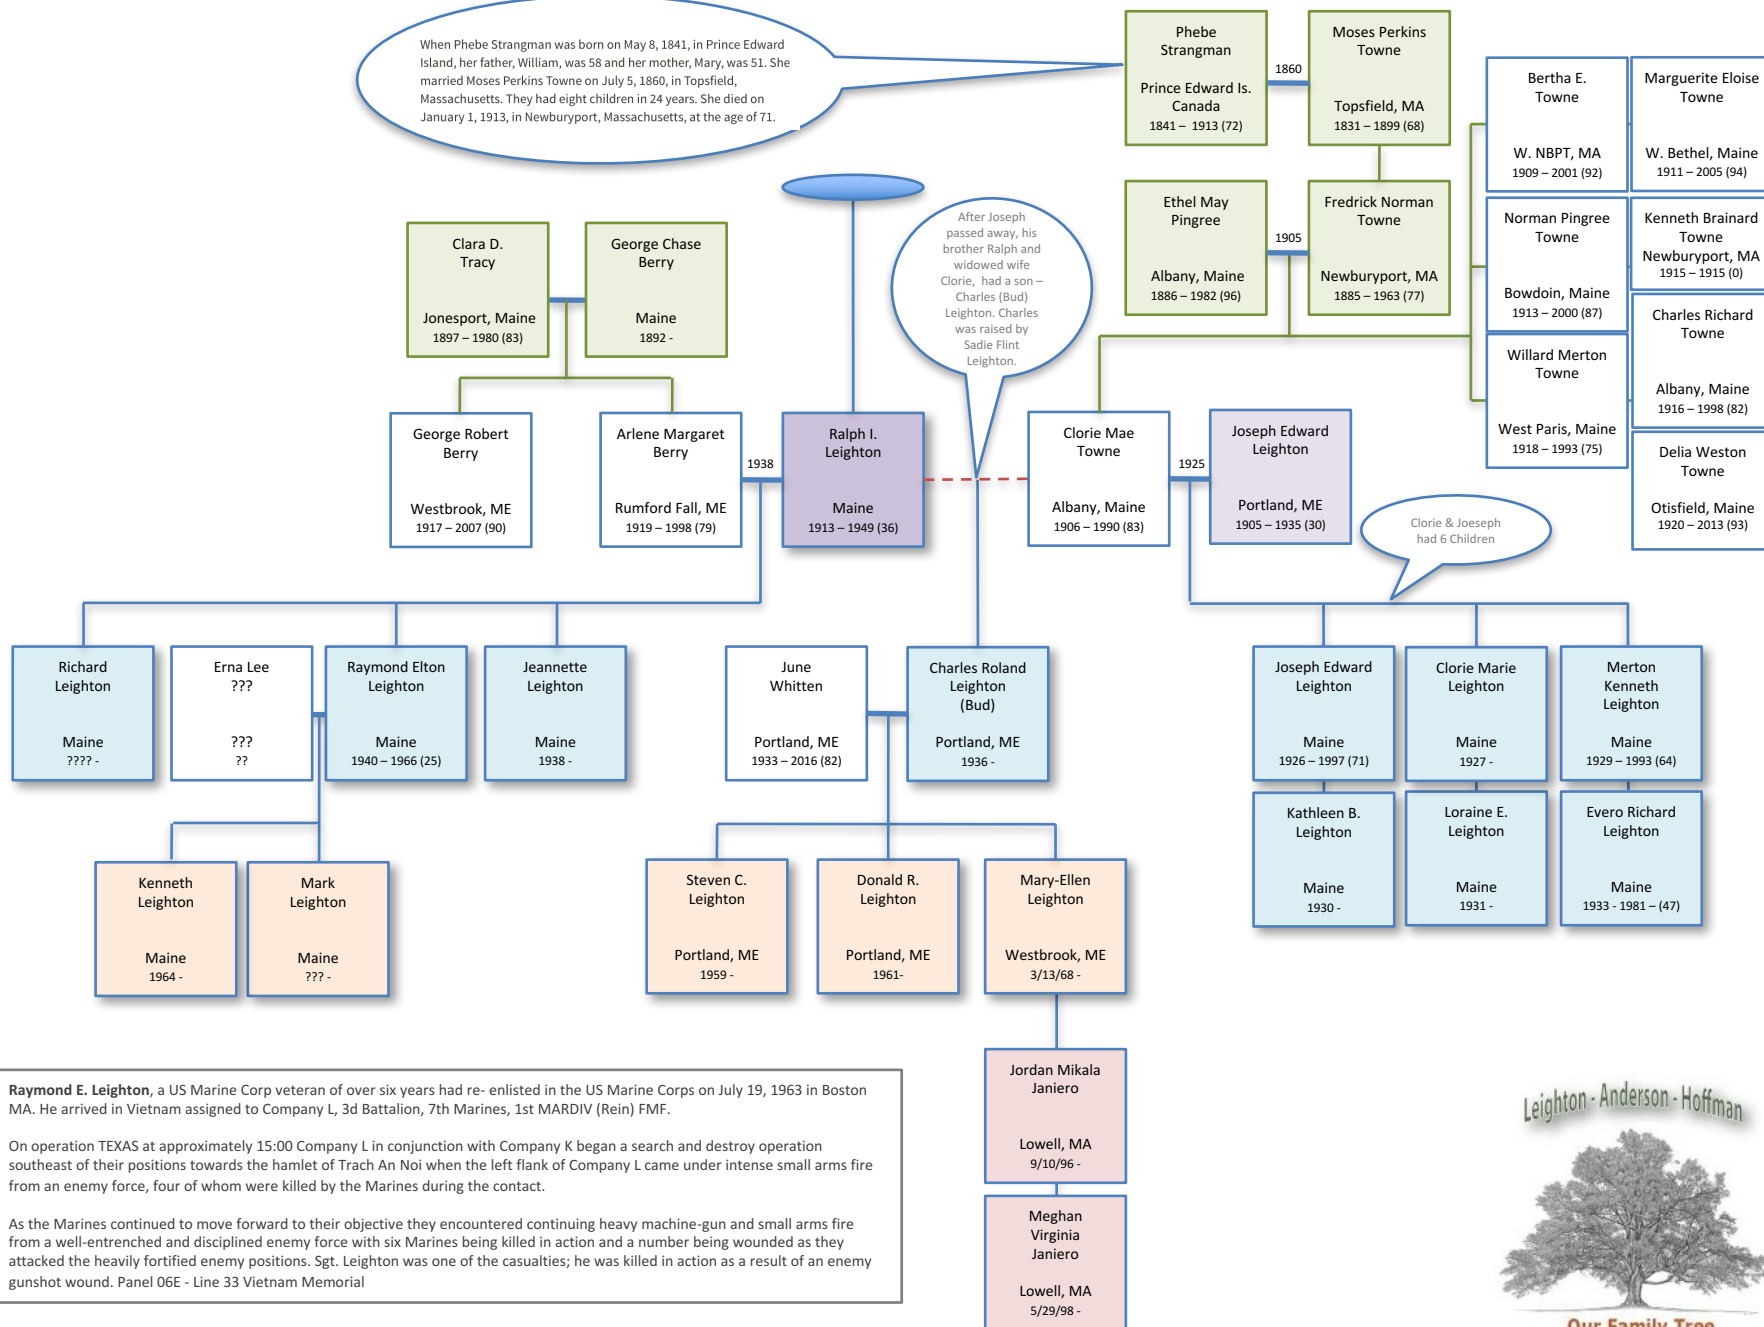 When Phebe Strangman was born on May 8, 1841, in Prince Edward
Island, her father, William, was 58 and her mother, Mary, was 51. She
married Moses Perkins Towne on July 5, 1860, in Topsfield,
Massachusetts. They had eight children in 24 years. She died on
January 1, 1913, in Newburyport, Massachusetts, at the age of 71.
Phebe
Strangman
Prince Edward Is.
Canada
1841 – 1913 (72)
1860
Moses Perkins
Towne
Topsfield, MA
1831 – 1899 (68)
Bertha E.
Towne
W. NBPT, MA
1909 – 2001 (92)
Marguerite Eloise
Towne
W. Bethel, Maine
1911 – 2005 (94)
Ethel May
Pingree
Albany, Maine
1886 – 1982 (96)
1905
Fredrick Norman
Towne
Newburyport, MA
1885 – 1963 (77)
Norman Pingree
Towne
Bowdoin, Maine
1913 – 2000 (87)
Kenneth Brainard
Towne
Newburyport, MA
1915 – 1915 (0)
Charles Richard
Towne
Albany, Maine
1916 – 1998 (82)
Willard Merton
Towne
West Paris, Maine
1918 – 1993 (75)
Delia Weston
Towne
Otisfield, Maine
1920 – 2013 (93)
Clara D.
Tracy
Jonesport, Maine
1897 – 1980 (83)
George Chase
Berry
Maine
1892 -
After Joseph
passed away, his
brother Ralph and
widowed wife
Clorie, had a son –
Charles (Bud)
Leighton. Charles
was raised by
Sadie Flint
Leighton.
George Robert
Berry
Westbrook, ME
1917 – 2007 (90)
Arlene Margaret
Berry
Rumford Fall, ME
1919 – 1998 (79)
1938
Ralph I.
Leighton
Maine
1913 – 1949 (36)
Clorie Mae
Towne
Albany, Maine
1906 – 1990 (83)
1925
Joseph Edward
Leighton
Portland, ME
1905 – 1935 (30)
Clorie & Joeseph
had 6 Children
Richard
Leighton
Maine
???? -
Erna Lee
???
???
??
Raymond Elton
Leighton
Maine
1940 – 1966 (25)
Jeannette
Leighton
Maine
1938 -
June
Whitten
Portland, ME
1933 – 2016 (82)
Charles Roland
Leighton
(Bud)
Portland, ME
1936 -
Joseph Edward
Leighton
Maine
1926 – 1997 (71)
Clorie Marie
Leighton
Maine
1927 -
Merton
Kenneth
Leighton
Maine
1929 – 1993 (64)
Kathleen B.
Leighton
Maine
1930 -
Loraine E.
Leighton
Maine
1931 -
Evero Richard
Leighton
Maine
1933 - 1981 – (47)
Kenneth
Leighton
Maine
1964 -
Mark
Leighton
Maine
??? -
Steven C.
Leighton
Portland, ME
1959 -
Donald R.
Leighton
Portland, ME
1961-
Mary-Ellen
Leighton
Westbrook, ME
3/13/68 -
Jordan Mikala
Janiero
Lowell, MA
9/10/96 -
Meghan
Virginia
Janiero
Lowell, MA
5/29/98 -
Raymond E. Leighton, a US Marine Corp veteran of over six years had re- enlisted in the US Marine Corps on July 19, 1963 in Boston
MA. He arrived in Vietnam assigned to Company L, 3d Battalion, 7th Marines, 1st MARDIV (Rein) FMF.
On operation TEXAS at approximately 15:00 Company L in conjunction with Company K began a search and destroy operation
southeast of their positions towards the hamlet of Trach An Noi when the left flank of Company L came under intense small arms fire
from an enemy force, four of whom were killed by the Marines during the contact.
As the Marines continued to move forward to their objective they encountered continuing heavy machine-gun and small arms fire
from a well-entrenched and disciplined enemy force with six Marines being killed in action and a number being wounded as they
attacked the heavily fortified enemy positions. Sgt. Leighton was one of the casualties; he was killed in action as a result of an enemy
gunshot wound. Panel 06E - Line 33 Vietnam Memorial
Leighton - Anderson - Hoffman
Our Family Tree